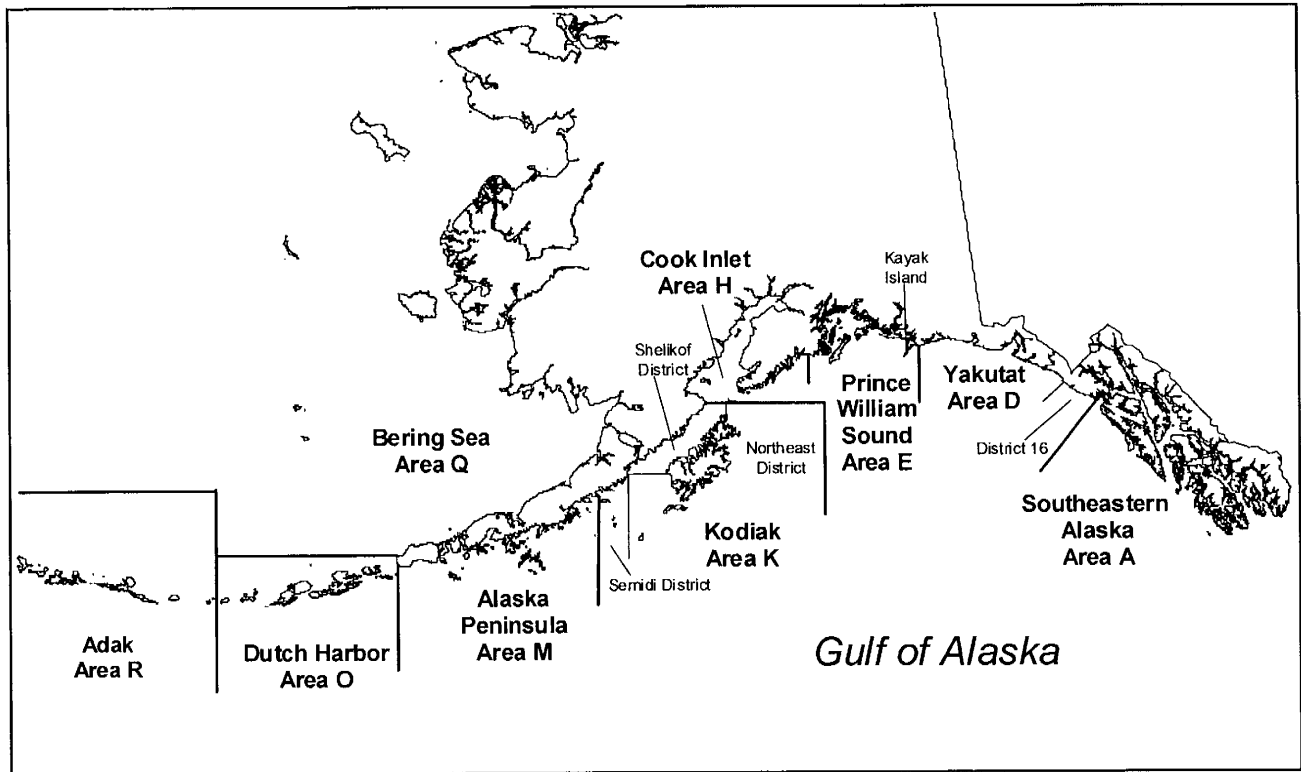 Kayak
Island
Cook Inlet
Area H
Shelikof
District
Prince
William
Sound
Area E
Yakutat
Area D
District 16
Bering Sea
Area Q
Northeast
District
Southeastern
Alaska
Area A
Kodiak
Area K
Semidi District
Alaska
Peninsula
Area M
Adak
Area R
Dutch Harbor
Area O
Gulf of Alaska